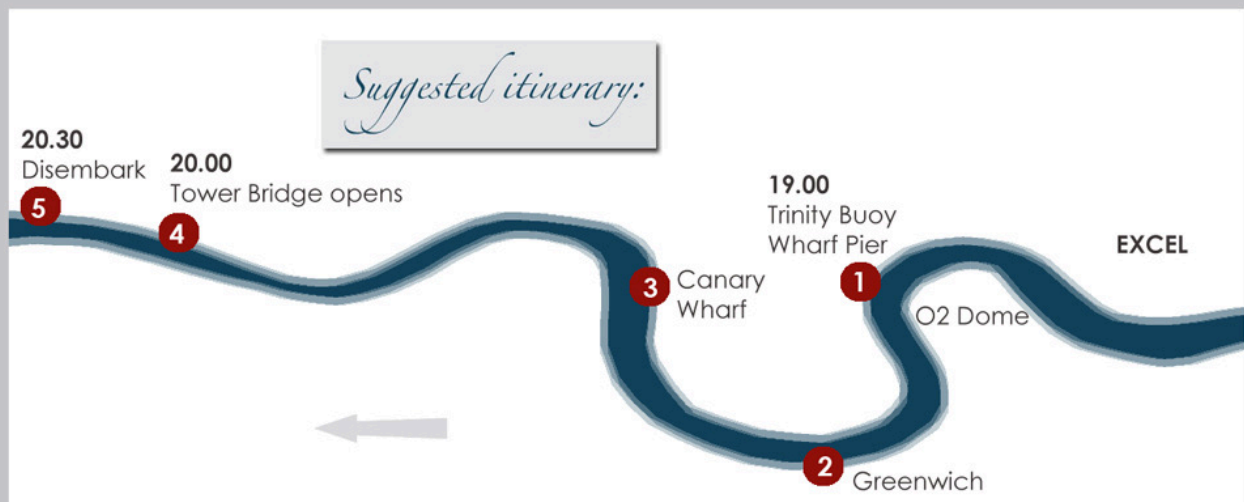 Suggested itinerary:
20.30
Disembark
20.00
Tower Bridge opens
19.00
Trinity Buoy
Wharf Pier
EXCEL
5
4
3
Canary
Wharf
1
O2 Dome
2
Greenwich